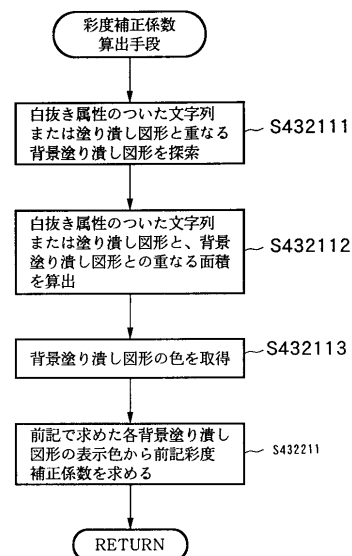 彩度補正係数
算出手段
白抜き属性のついた文字列
または塗り潰し図形と重なる
背景塗り潰し図形を探索
S432111
白抜き属性のついた文字列
または塗り潰し図形と、背景
塗り潰し図形との重なる面積
を算出
S432112
背景塗り潰し図形の色を取得
S432113
前記で求めた各背景塗り潰し
図形の表示色から前記彩度
補正係数を求める
S432211
RETURN